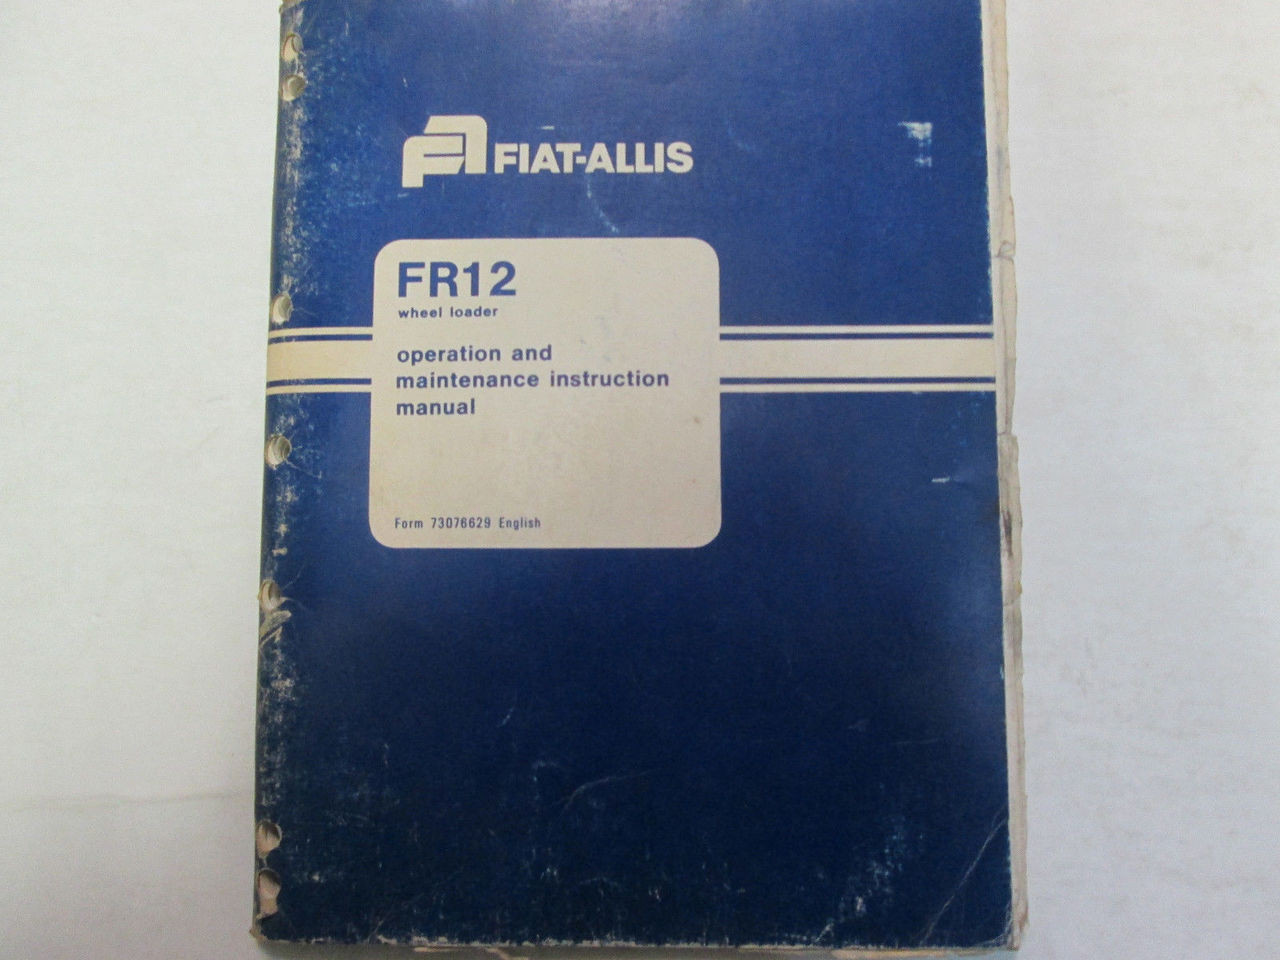 FIAT-ALLIS
FR12
wheel loader
operation and
maintenance instruction
manual
Form 73076629 English